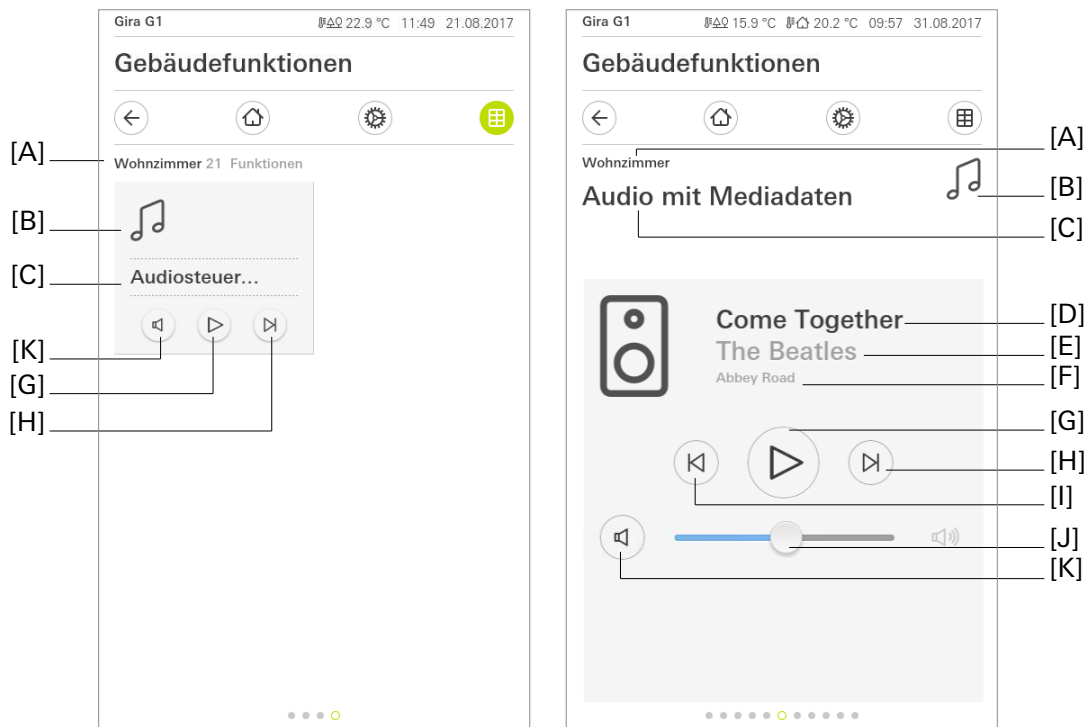 Gira G1 22.9 °C 11:49 21.08.2017
Gebäudefunktionen
[A]
Wohnzimmer 21 Funktionen
[B]
[C]
Audiosteuer...
[K]
[G]
[H]
Gira G1 15.9 °C 20.2 °C 09:57 31.08.2017
Gebäudefunktionen
[A]
Wohnzimmer
[B]
Audio mit Mediadaten
[C]
Come Together
[D]
The Beatles
[E]
Abbey Road
[F]
[G]
[H]
[I]
[J]
[K]